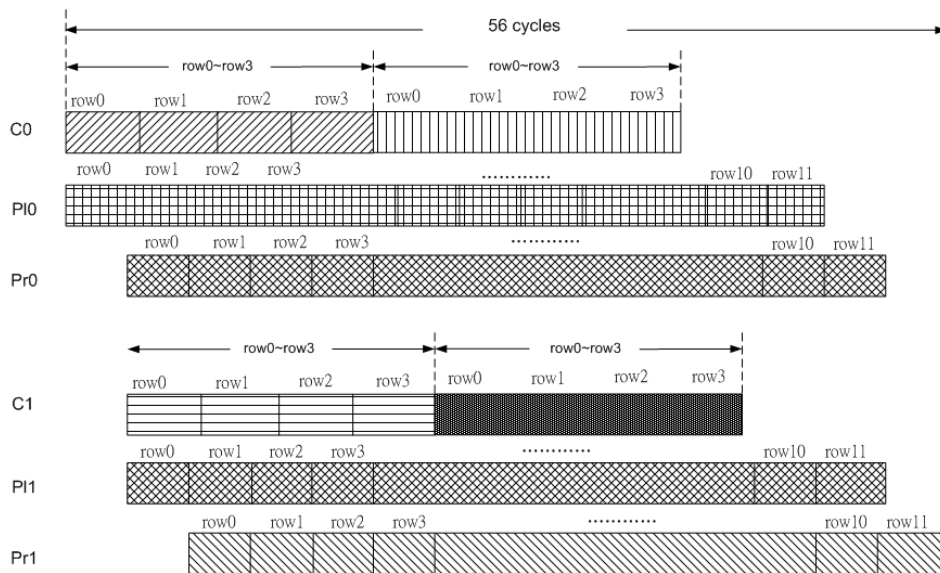 56 cycles
row0~row3 row0~row3
row0 row1 row2 row3 row0 row1 row2 row3
C0
row0 row1 row2 row3 ............ row10 row11
Pl0
row0 row1 row2 row3 ............ row10 row11
Pr0
row0~row3 row0~row3
row0 row1 row2 row3 row0 row1 row2 row3
C1
row0 row1 row2 row3 ............ row10 row11
Pl1
row0 row1 row2 row3 ............ row10 row11
Pr1